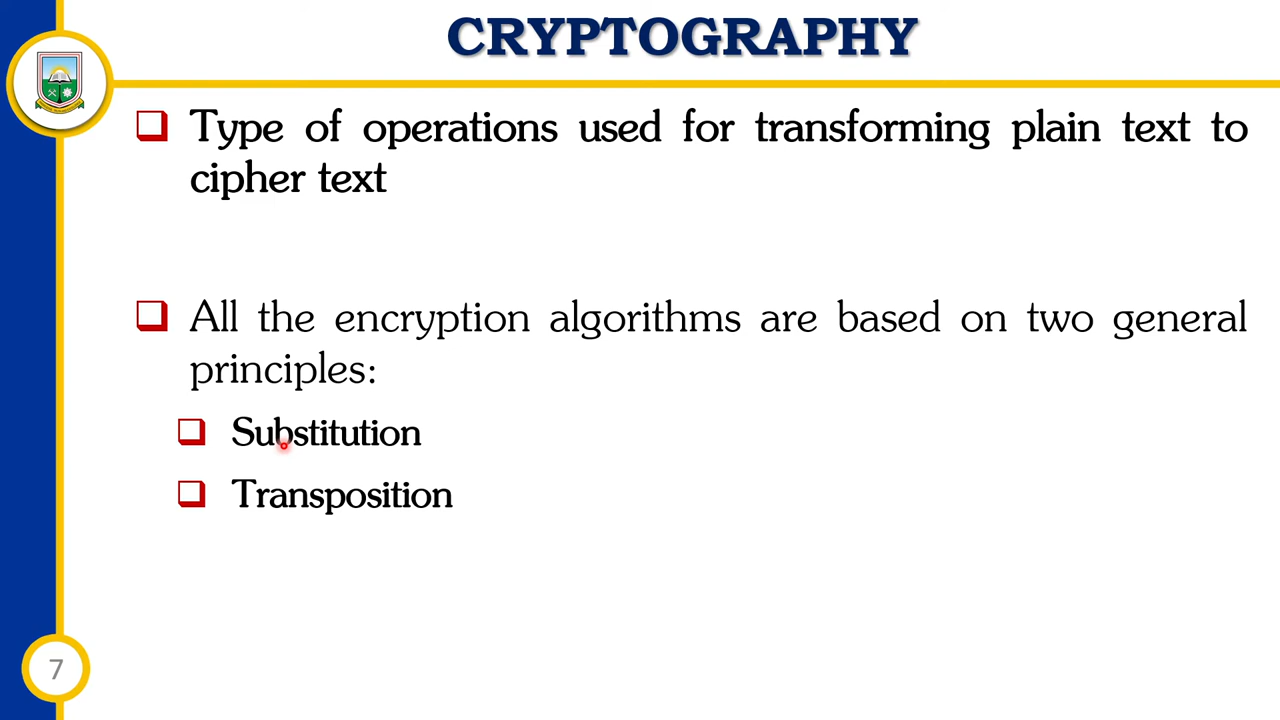 CRYPTOGRAPHY
Type of operations used for transforming plain text to
cipher text
All the encryption algorithms are based on two general
principles:
Substitution
Transposition
7